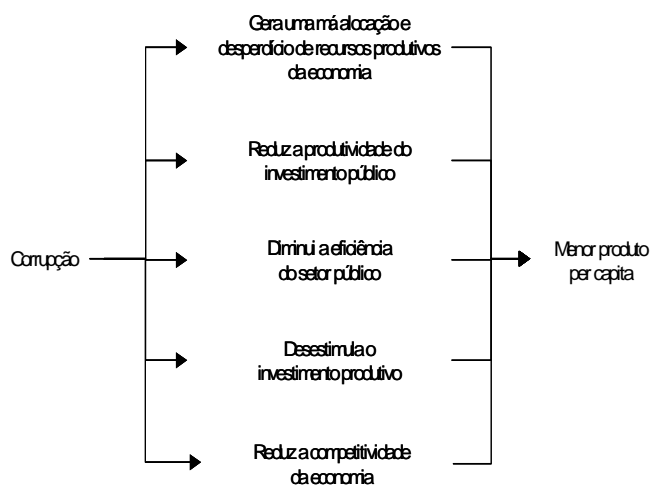 Gera uma má alocação e
desperdício de recursos produtivos
da economia
Reduz a produtividade do
investimento público
Corrupção
Diminui a eficiência
do setor público
Menor produto
per capita
Desestimula o
investimento produtivo
Reduz a competitividade
da economia